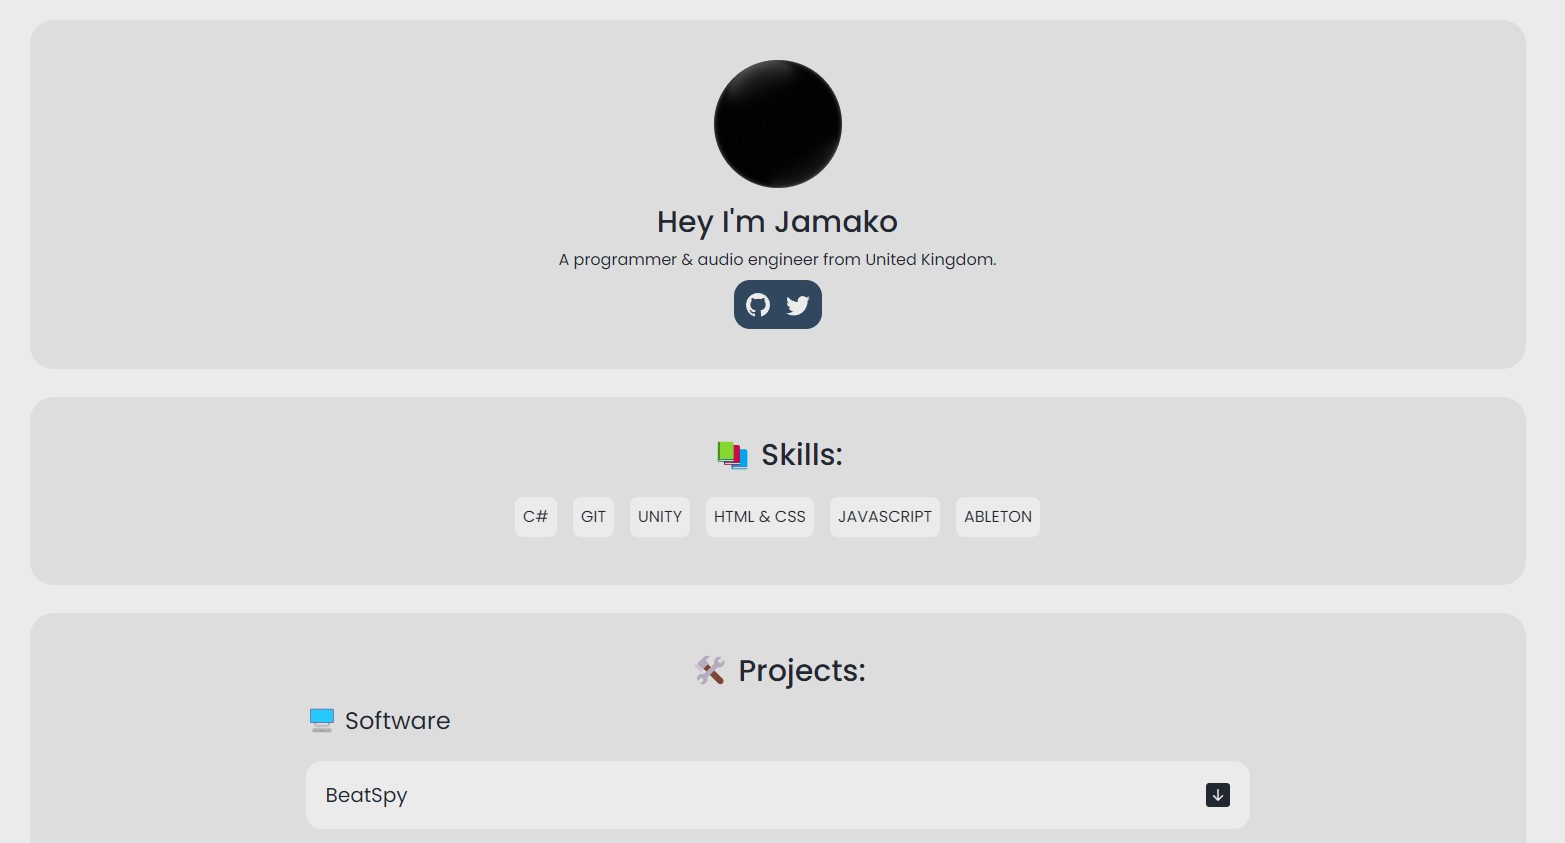 Hey I'm Jamako
A programmer & audio engineer from United Kingdom.
Skills:
C# GIT UNITY HTML & CSS JAVASCRIPT ABLETON
Projects:
Software
BeatSpy